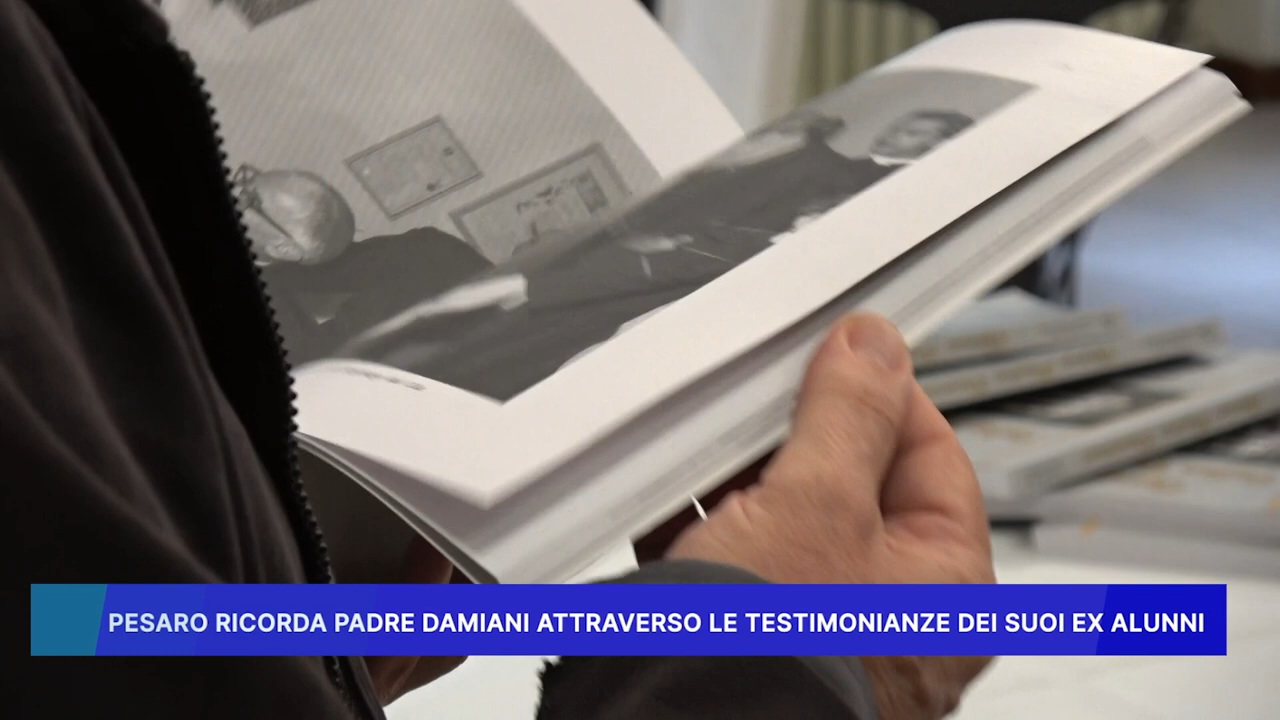 PESARO RICORDA PADRE DAMIANI ATTRAVERSO LE TESTIMONIANZE DEI SUOI EX ALUNNI